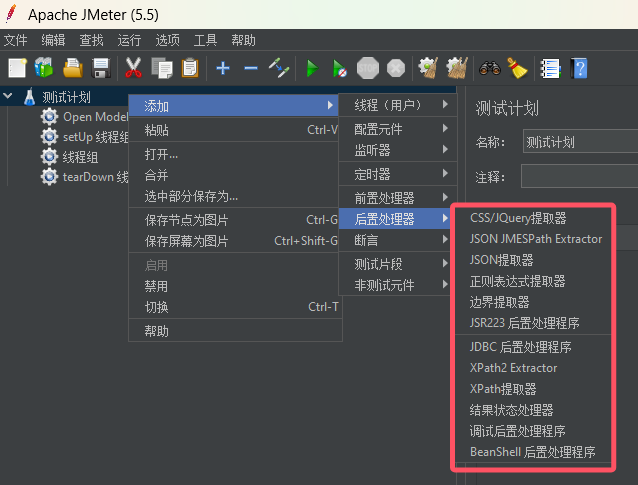 Apache JMeter (5.5)
文件 编辑 查找 运行 选项 工具 帮助
测试计划
Open Model
setUp 线程组
线程组
tearDown 线
添加
粘贴 Ctrl-V
打开...
合并
选中部分保存为...
保存节点为图片 Ctrl-G
保存屏幕为图片 Ctrl+Shift-G
启用
禁用
切换 Ctrl-T
帮助
线程（用户）
配置元件
监听器
定时器
前置处理器
后置处理器
断言
测试片段
非测试元件
测试计划
名称： 测试计划
注释：
CSS/JQuery提取器
JSON JMESPath Extractor
JSON提取器
正则表达式提取器
边界提取器
JSR223 后置处理程序
JDBC 后置处理程序
XPath2 Extractor
XPath提取器
结果状态处理器
调试后置处理程序
BeanShell 后置处理程序